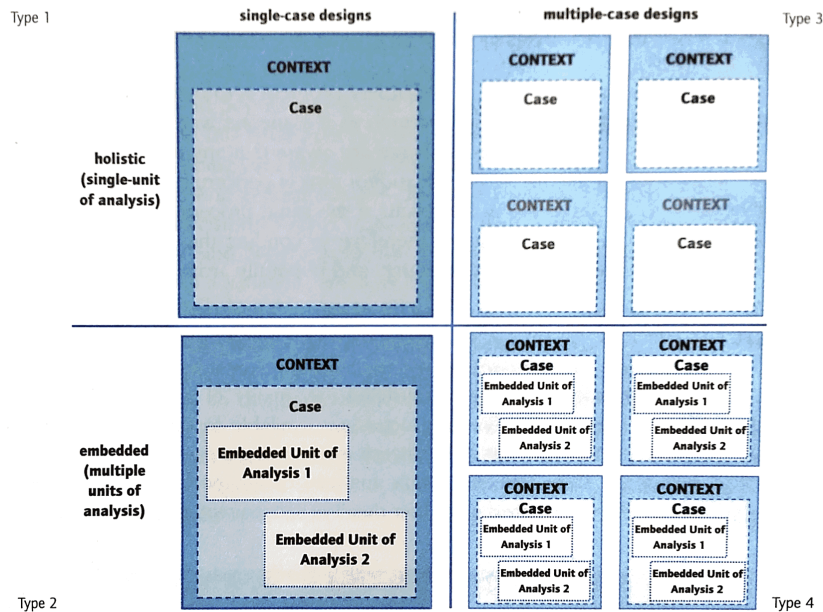 Type 1
single-case designs
multiple-case designs
Type 3
CONTEXT
Case
holistic
(single-unit
of analysis)
CONTEXT
Case
CONTEXT
Case
CONTEXT
Case
CONTEXT
Case
embedded
(multiple
units of
analysis)
CONTEXT
Case
Embedded Unit of
Analysis 1
Embedded Unit of
Analysis 2
CONTEXT
Case
Embedded Unit of
Analysis 1
Embedded Unit of
Analysis 2
CONTEXT
Case
Embedded Unit of
Analysis 1
Embedded Unit of
Analysis 2
CONTEXT
Case
Embedded Unit of
Analysis 1
Embedded Unit of
Analysis 2
CONTEXT
Case
Embedded Unit of
Analysis 1
Embedded Unit of
Analysis 2
Type 2
Type 4